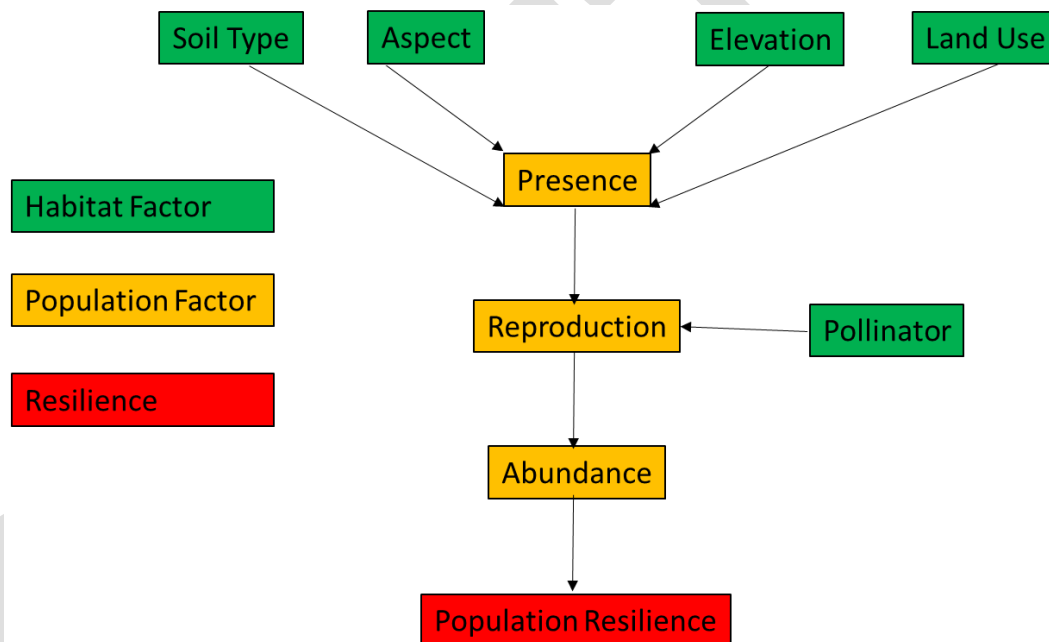 Soil Type
Aspect
Elevation
Land Use
Presence
Habitat Factor
Population Factor
Reproduction
Pollinator
Resilience
Abundance
Population Resilience